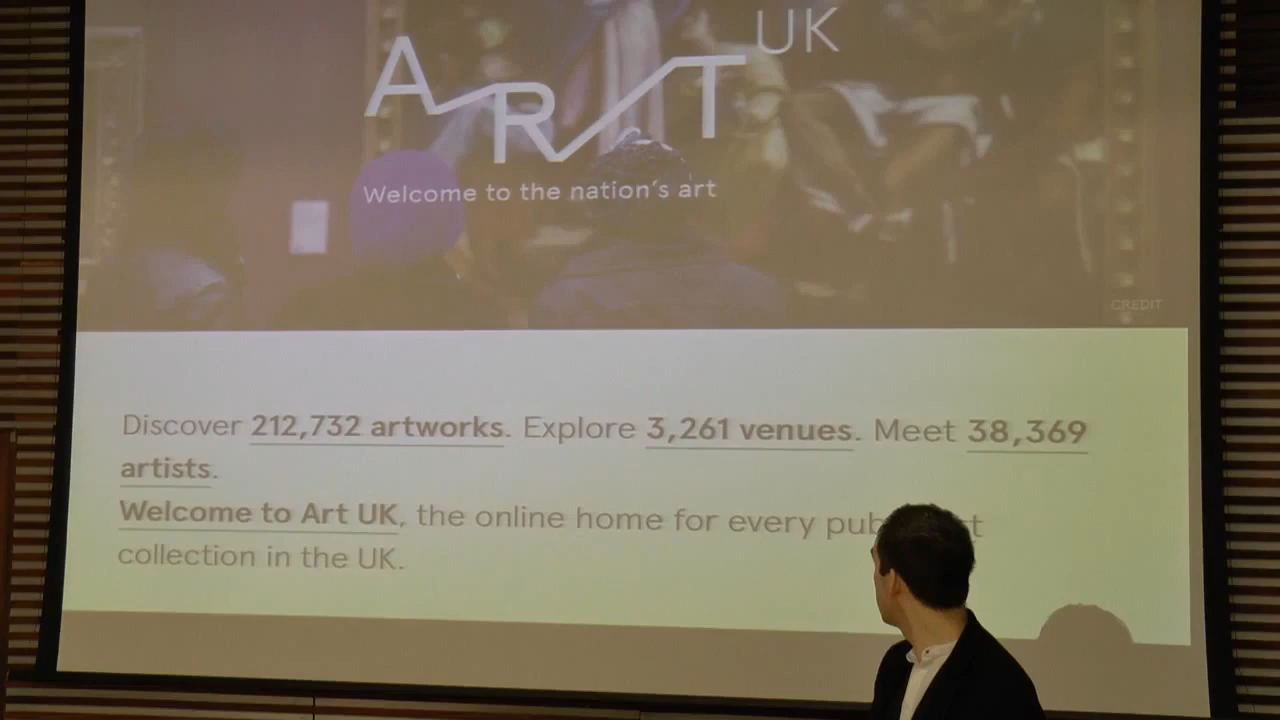 UK
ART
Welcome to the nation's art
CREDIT
Discover 212,732 artworks. Explore 3,261 venues. Meet 38,369
artists.
Welcome to Art UK, the online home for every
collection in the UK.